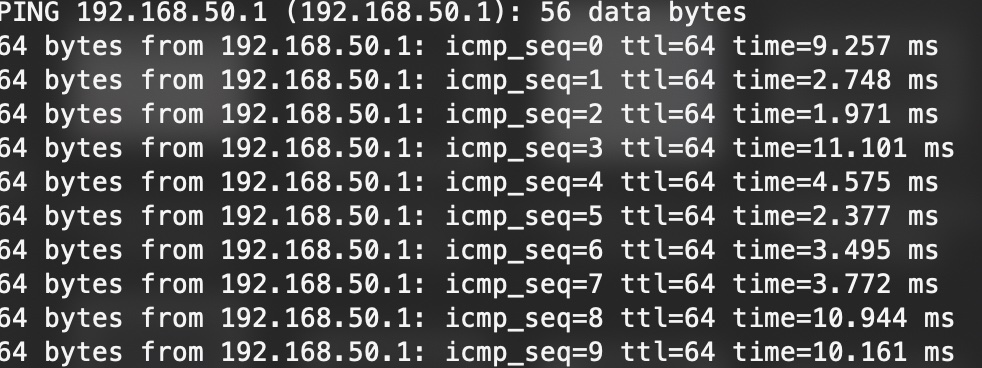 PING 192.168.50.1 (192.168.50.1): 56 data bytes
64 bytes from 192.168.50.1: icmp_seq=0 ttl=64 time=9.257 ms
64 bytes from 192.168.50.1: icmp_seq=1 ttl=64 time=2.748 ms
64 bytes from 192.168.50.1: icmp_seq=2 ttl=64 time=1.971 ms
64 bytes from 192.168.50.1: icmp_seq=3 ttl=64 time=11.101 ms
64 bytes from 192.168.50.1: icmp_seq=4 ttl=64 time=4.575 ms
64 bytes from 192.168.50.1: icmp_seq=5 ttl=64 time=2.377 ms
64 bytes from 192.168.50.1: icmp_seq=6 ttl=64 time=3.495 ms
64 bytes from 192.168.50.1: icmp_seq=7 ttl=64 time=3.772 ms
64 bytes from 192.168.50.1: icmp_seq=8 ttl=64 time=10.944 ms
64 bytes from 192.168.50.1: icmp_seq=9 ttl=64 time=10.161 ms